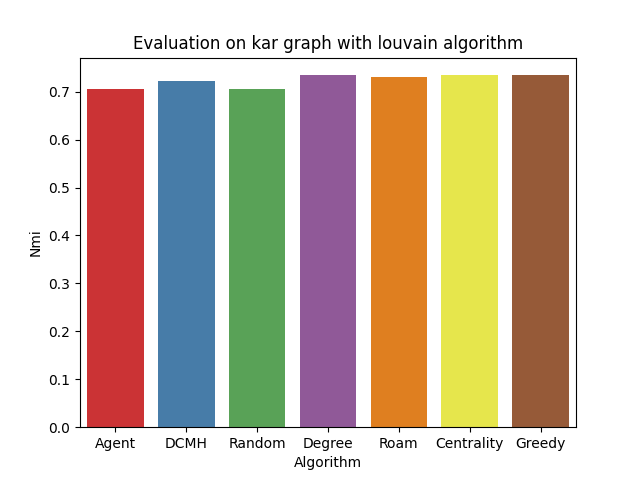 Evaluation on kar graph with louvain algorithm
Nmi
0.7
0.6
0.5
0.4
0.3
0.2
0.1
0.0
Agent DCMH Random Degree Roam Centrality Greedy
Algorithm